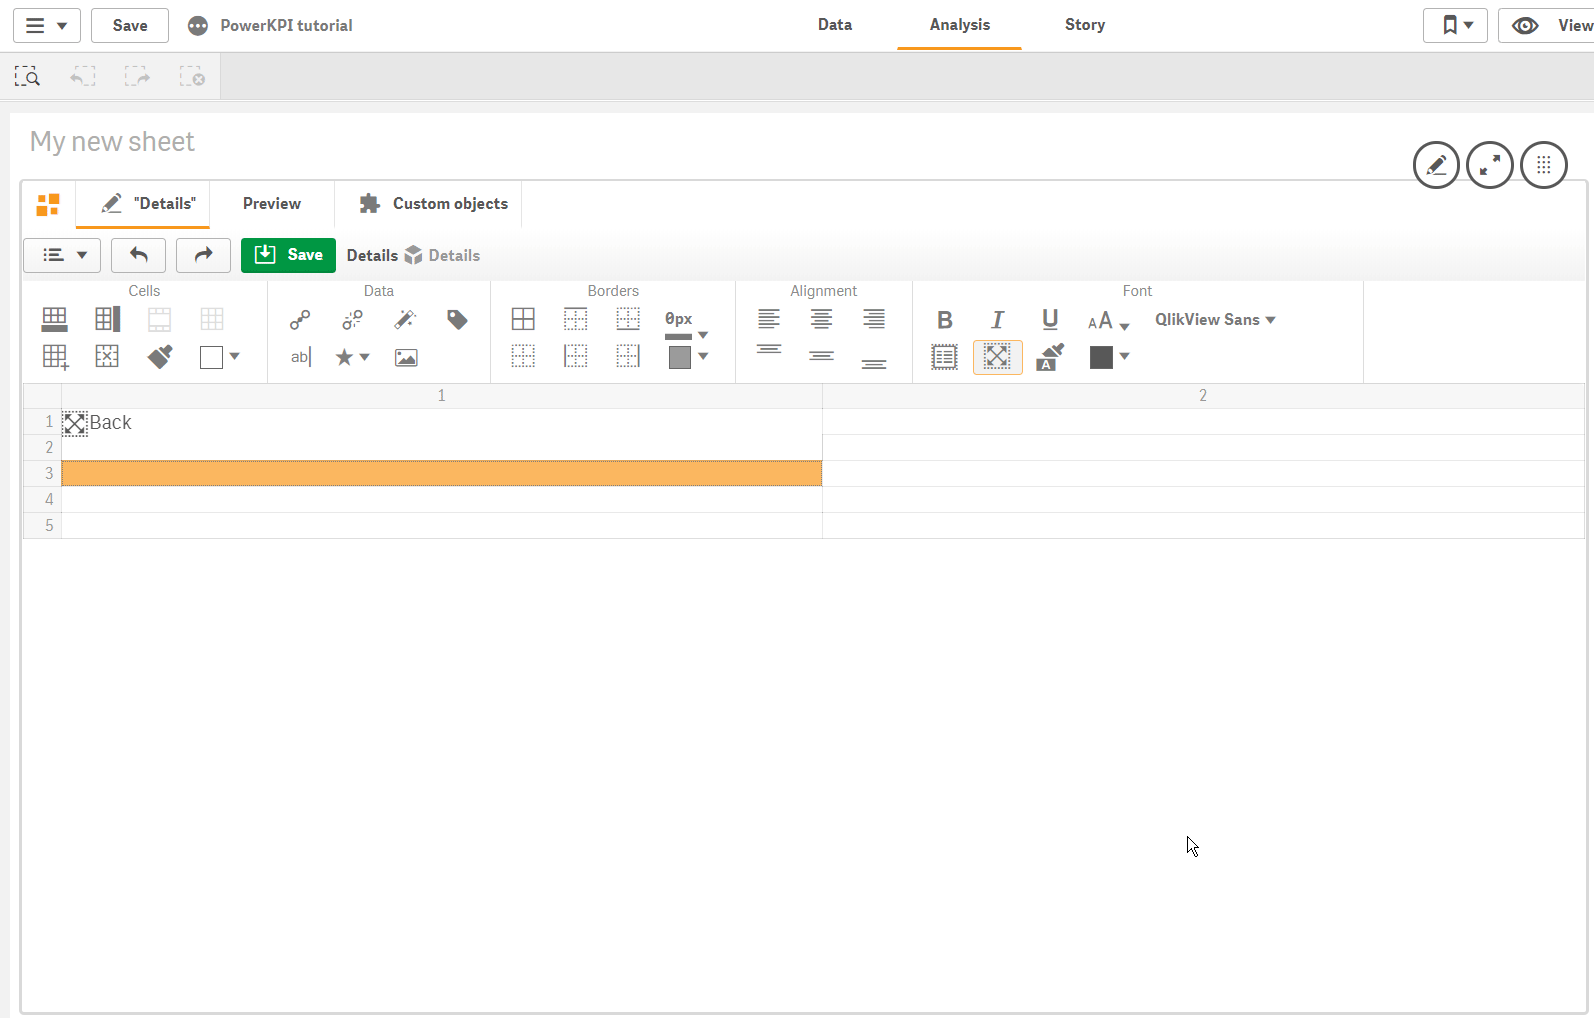 Save PowerKPI tutorial Data Analysis Story View
My new sheet
"Details" Preview Custom objects
Save Details Details
Cells Data Borders Alignment Font
0px B I U AA QlikView Sans
ab| A
1 2
1 Back
2
3
4
5